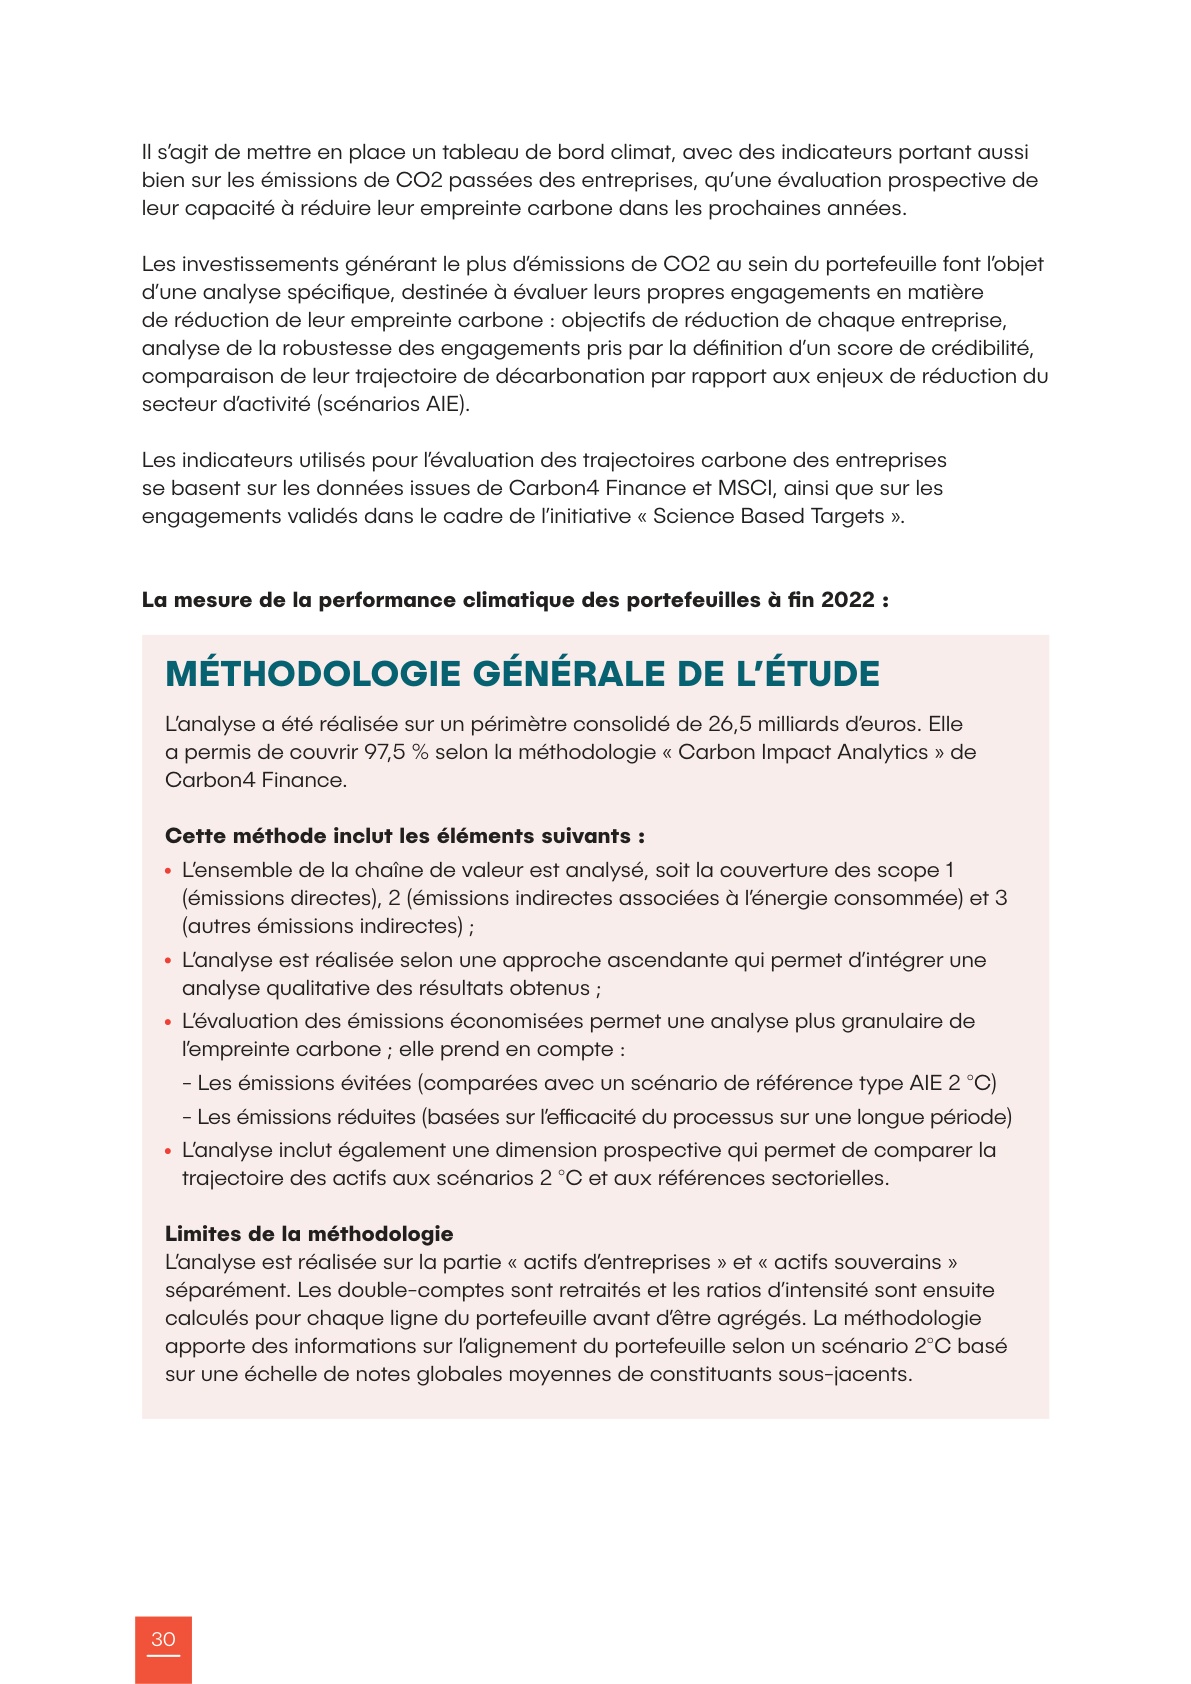 Il s’agit de mettre en place un tableau de bord climat, avec des indicateurs portant aussi
bien sur les émissions de CO2 passées des entreprises, qu’une évaluation prospective de
leur capacité à réduire leur empreinte carbone dans les prochaines années.
Les investissements générant le plus d’émissions de CO2 au sein du portefeuille font l’objet
d’une analyse spécifique, destinée à évaluer leurs propres engagements en matière
de réduction de leur empreinte carbone : objectifs de réduction de chaque entreprise,
analyse de la robustesse des engagements pris par la définition d’un score de crédibilité,
comparaison de leur trajectoire de décarbonation par rapport aux enjeux de réduction du
secteur d’activité (scénarios AIE).
Les indicateurs utilisés pour l’évaluation des trajectoires carbone des entreprises
se basent sur les données issues de Carbon4 Finance et MSCI, ainsi que sur les
engagements validés dans le cadre de l’initiative « Science Based Targets ».
La mesure de la performance climatique des portefeuilles à fin 2022 :
MÉTHODOLOGIE GÉNÉRALE DE L’ÉTUDE
L’analyse a été réalisée sur un périmètre consolidé de 26,5 milliards d’euros. Elle
a permis de couvrir 97,5 % selon la méthodologie « Carbon Impact Analytics » de
Carbon4 Finance.
Cette méthode inclut les éléments suivants :
• L’ensemble de la chaîne de valeur est analysé, soit la couverture des scope 1
(émissions directes), 2 (émissions indirectes associées à l’énergie consommée) et 3
(autres émissions indirectes) ;
• L’analyse est réalisée selon une approche ascendante qui permet d’intégrer une
analyse qualitative des résultats obtenus ;
• L’évaluation des émissions économisées permet une analyse plus granulaire de
l’empreinte carbone ; elle prend en compte :
- Les émissions évitées (comparées avec un scénario de référence type AIE 2 °C)
- Les émissions réduites (basées sur l’efficacité du processus sur une longue période)
• L’analyse inclut également une dimension prospective qui permet de comparer la
trajectoire des actifs aux scénarios 2 °C et aux références sectorielles.
Limites de la méthodologie
L’analyse est réalisée sur la partie « actifs d’entreprises » et « actifs souverains »
séparément. Les double-comptes sont retraités et les ratios d’intensité sont ensuite
calculés pour chaque ligne du portefeuille avant d’être agrégés. La méthodologie
apporte des informations sur l’alignement du portefeuille selon un scénario 2°C basé
sur une échelle de notes globales moyennes de constituants sous-jacents.
30